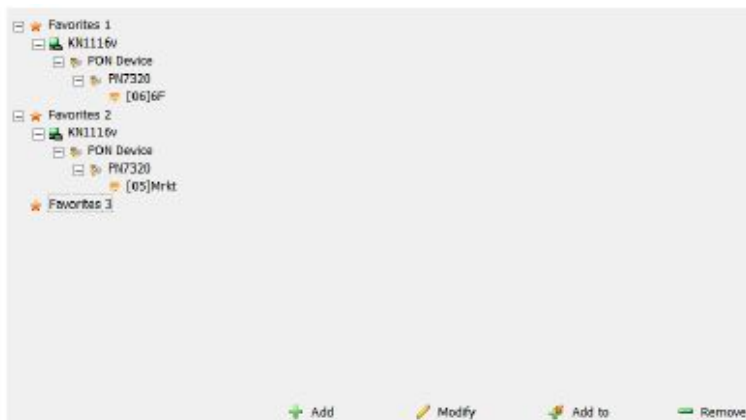 Favorites 1
KN1116v
PON Device
PN7320
[06]6F
Favorites 2
KN1116v
PON Device
PN7320
[05]Mrkt
Favorites 3
Add Modify Add to Remove